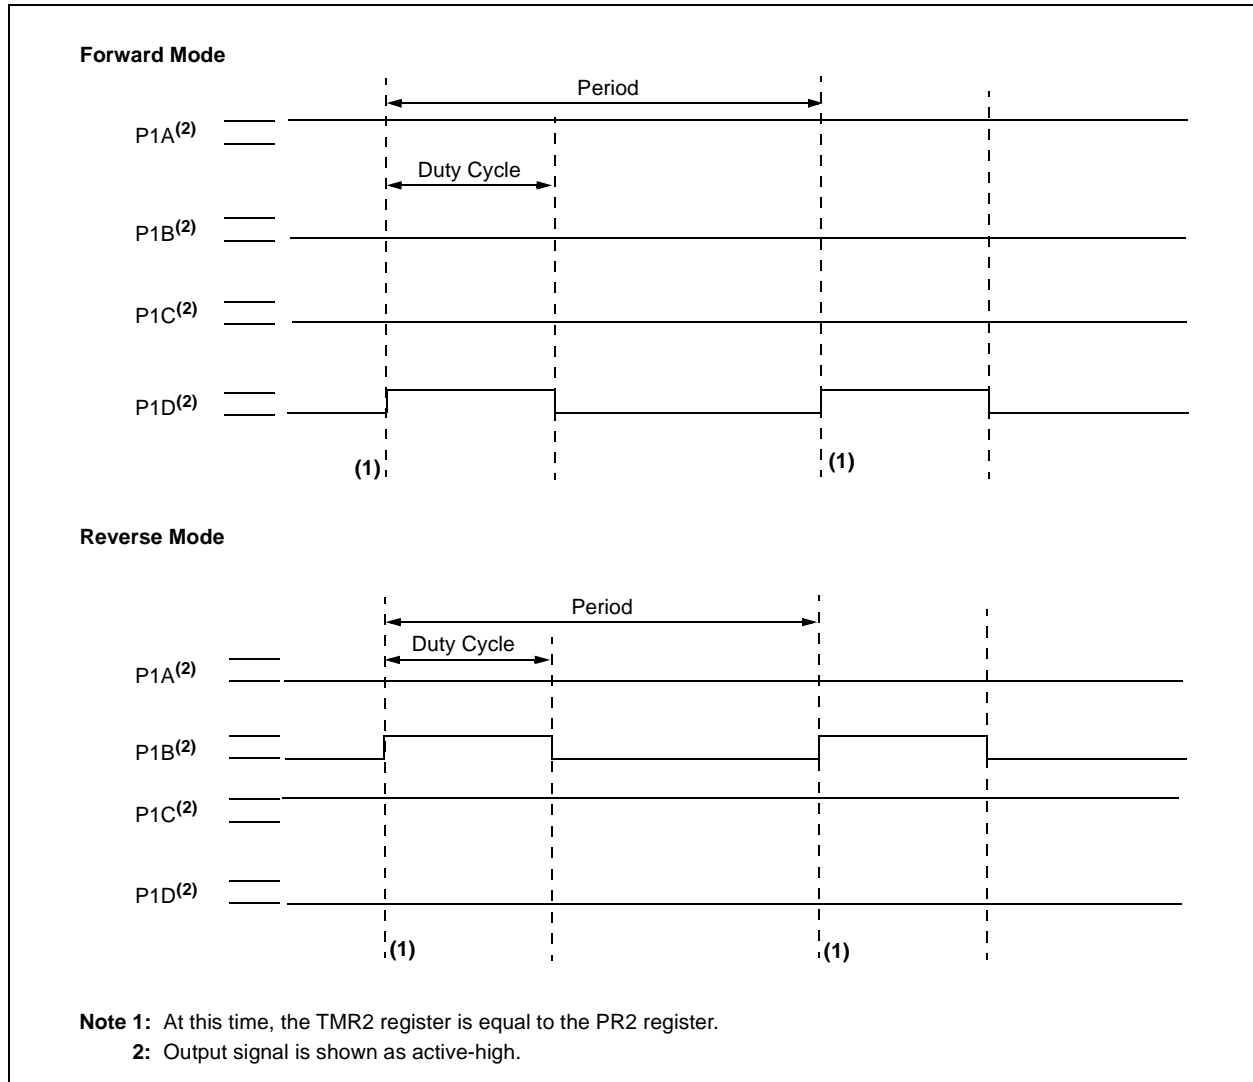 Forward Mode
Period
P1A(2)
Duty Cycle
P1B(2)
P1C(2)
P1D(2)
(1) (1)
Reverse Mode
Period
Duty Cycle
P1A(2)
P1B(2)
P1C(2)
P1D(2)
(1) (1)
Note 1: At this time, the TMR2 register is equal to the PR2 register.
2: Output signal is shown as active-high.